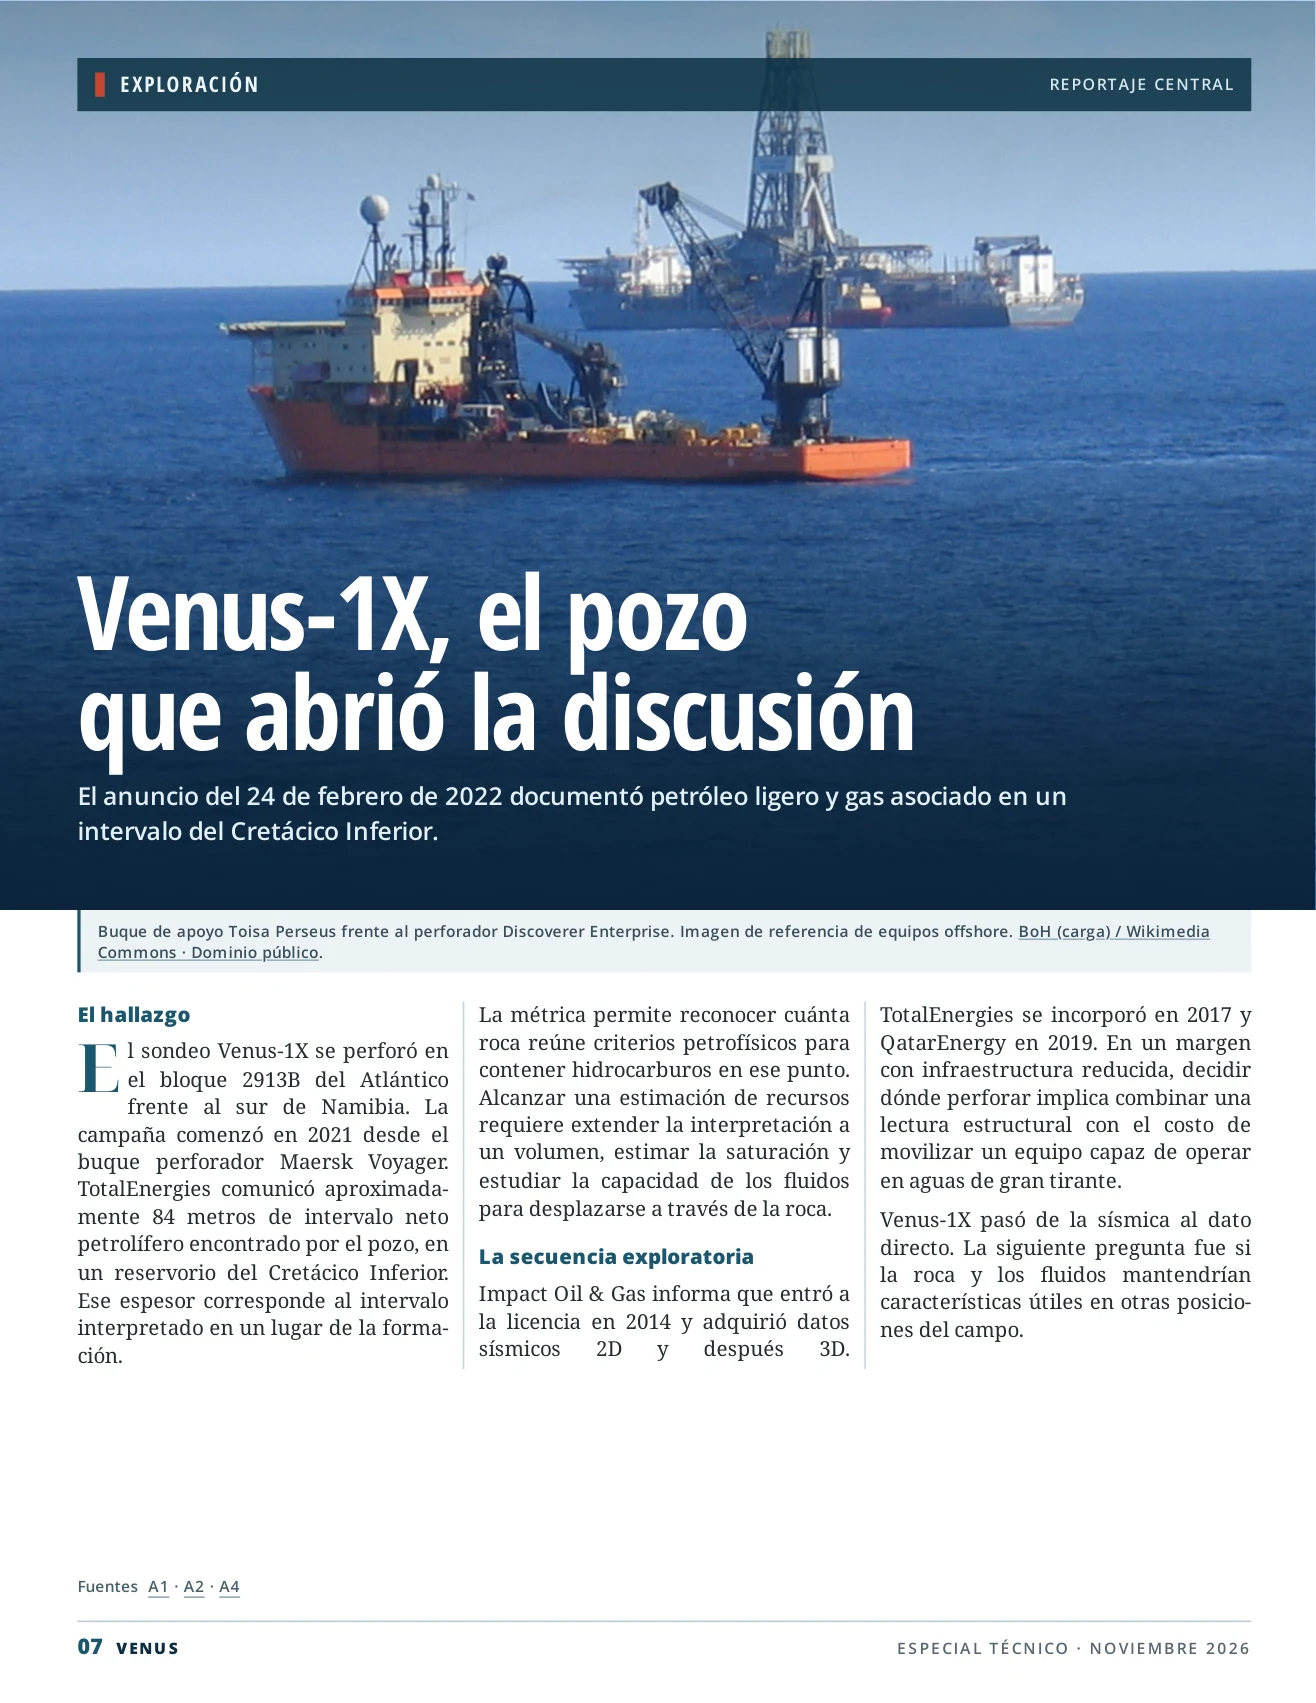 EXPLORACIÓN
REPORTAJE CENTRAL
Venus-1X, el pozo
que abrió la discusión
El anuncio del 24 de febrero de 2022 documentó petróleo ligero y gas asociado en un
intervalo del Cretácico Inferior.
Buque de apoyo Toisa Perseus frente al perforador Discoverer Enterprise. Imagen de referencia de equipos offshore. BoH (carga) / Wikimedia
Commons · Dominio público.
El hallazgo
El sondeo Venus-1X se perforó en
el bloque 2913B del Atlántico
frente al sur de Namibia. La
campaña comenzó en 2021 desde el
buque perforador Maersk Voyager.
TotalEnergies comunicó aproximada-
mente 84 metros de intervalo neto
petrolífero encontrado por el pozo, en
un reservorio del Cretácico Inferior.
Ese espesor corresponde al intervalo
interpretado en un lugar de la forma-
ción.
La métrica permite reconocer cuánta
roca reúne criterios petrofísicos para
contener hidrocarburos en ese punto.
Alcanzar una estimación de recursos
requiere extender la interpretación a
un volumen, estimar la saturación y
estudiar la capacidad de los fluidos
para desplazarse a través de la roca.
La secuencia exploratoria
Impact Oil & Gas informa que entró a
la licencia en 2014 y adquirió datos
sísmicos 2D y después 3D.
TotalEnergies se incorporó en 2017 y
QatarEnergy en 2019. En un margen
con infraestructura reducida, decidir
dónde perforar implica combinar una
lectura estructural con el costo de
movilizar un equipo capaz de operar
en aguas de gran tirante.
Venus-1X pasó de la sísmica al dato
directo. La siguiente pregunta fue si
la roca y los fluidos mantendrían
características útiles en otras posicio-
nes del campo.
Fuentes A1 · A2 · A4
07 VENUS
ESPECIAL TÉCNICO · NOVIEMBRE 2026